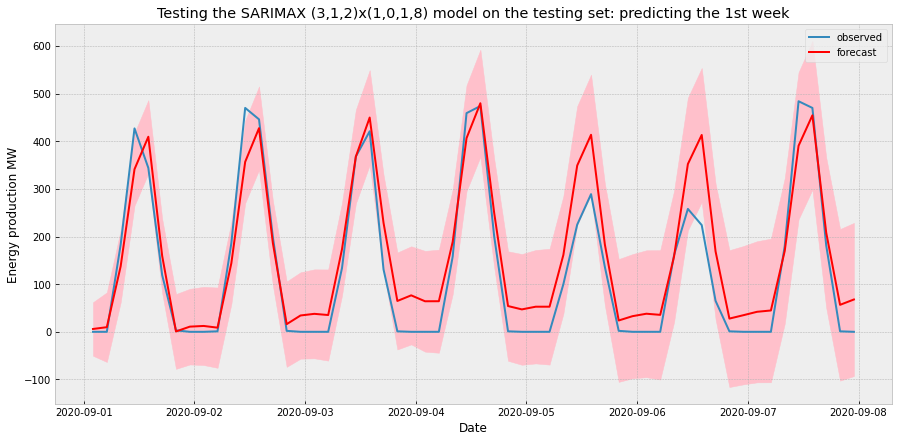 Testing the SARIMAX (3,1,2)x(1,0,1,8) model on the testing set: predicting the 1st week
observed
forecast
600
500
400
300
200
100
0
−100
Energy production MW
2020-09-01 2020-09-02 2020-09-03 2020-09-04 2020-09-05 2020-09-06 2020-09-07 2020-09-08
Date